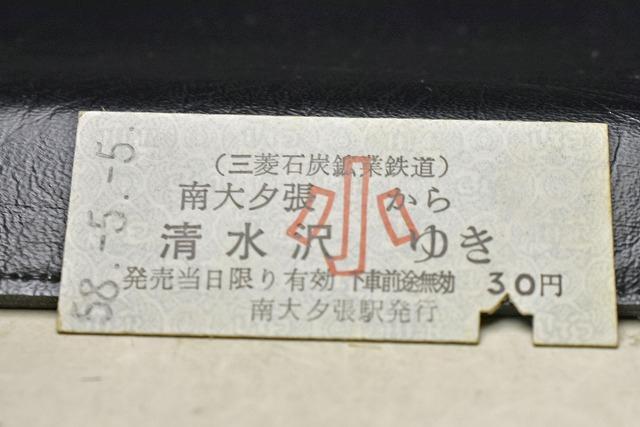 (三菱石炭鉱業鉄道)
南大夕張 から
清水沢 ゆき
小
発売当日限り有効 下車前途無効 30円
南大夕張駅発行
58.-5.-5.